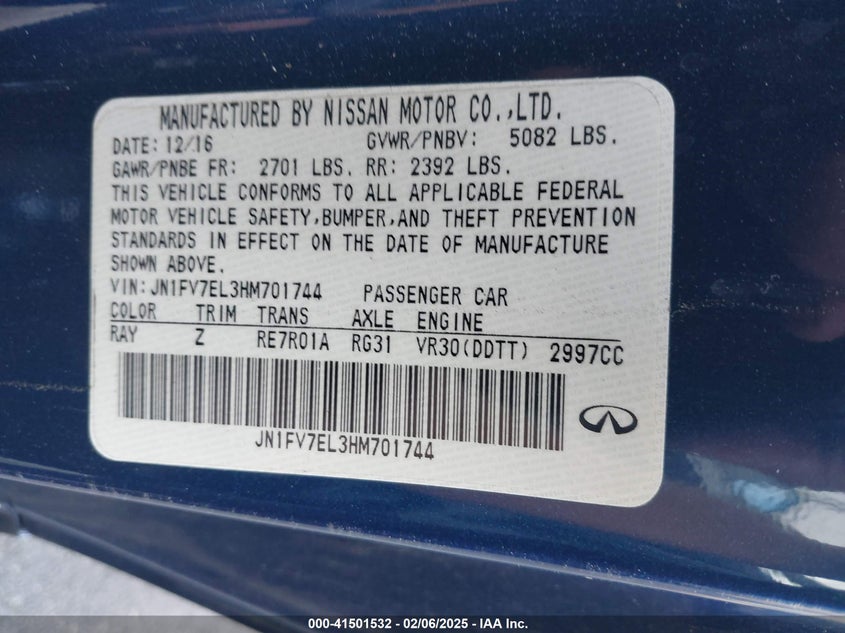 MANUFACTURED BY NISSAN MOTOR CO.,LTD.
DATE: 12/16 GVWR/PNBV: 5082 LBS.
GAWR/PNBE FR: 2701 LBS. RR: 2392 LBS.
THIS VEHICLE CONFORMS TO ALL APPLICABLE FEDERAL
MOTOR VEHICLE SAFETY,BUMPER,AND THEFT PREVENTION
STANDARDS IN EFFECT ON THE DATE OF MANUFACTURE
SHOWN ABOVE.
VIN:JN1FV7EL3HM701744 PASSENGER CAR
COLOR TRIM TRANS AXLE ENGINE
RAY Z RE7R01A RG31 VR30(DDTT) 2997CC
JN1FV7EL3HM701744
000-41501532 - 02/06/2025 - IAA Inc.